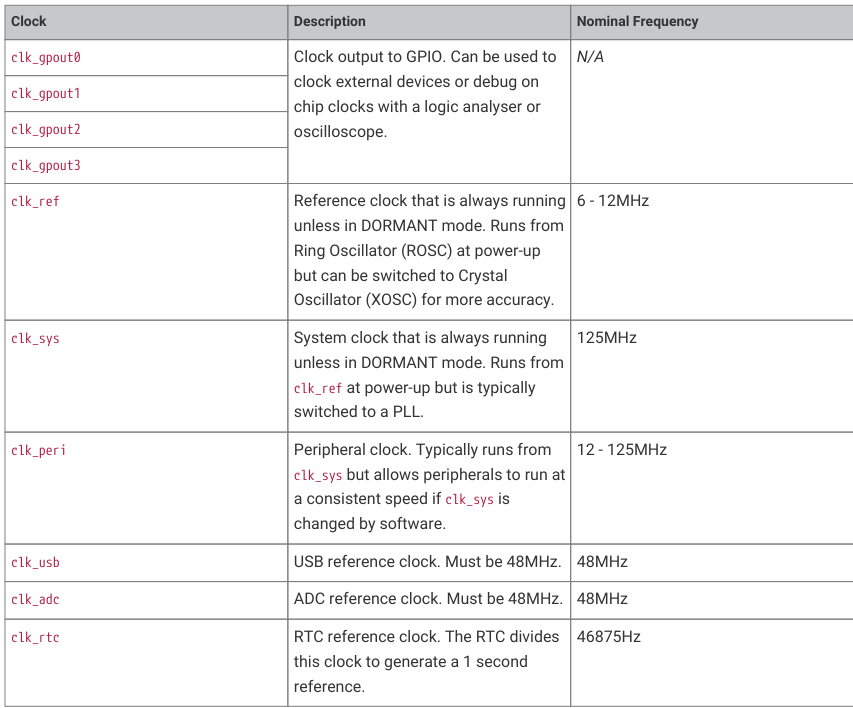 Clock Description Nominal Frequency
clk_gpout0 Clock output to GPIO. Can be used to N/A
clock external devices or debug on
clk_gpout1
chip clocks with a logic analyser or
clk_gpout2
oscilloscope.
clk_gpout3
clk_ref Reference clock that is always running 6 - 12MHz
unless in DORMANT mode. Runs from
Ring Oscillator (ROSC) at power-up
but can be switched to Crystal
Oscillator (XOSC) for more accuracy.
clk_sys System clock that is always running 125MHz
unless in DORMANT mode. Runs from
clk_ref at power-up but is typically
switched to a PLL.
clk_peri Peripheral clock. Typically runs from 12 - 125MHz
clk_sys but allows peripherals to run at
a consistent speed if clk_sys is
changed by software.
clk_usb USB reference clock. Must be 48MHz. 48MHz
clk_adc ADC reference clock. Must be 48MHz. 48MHz
clk_rtc RTC reference clock. The RTC divides 46875Hz
this clock to generate a 1 second
reference.